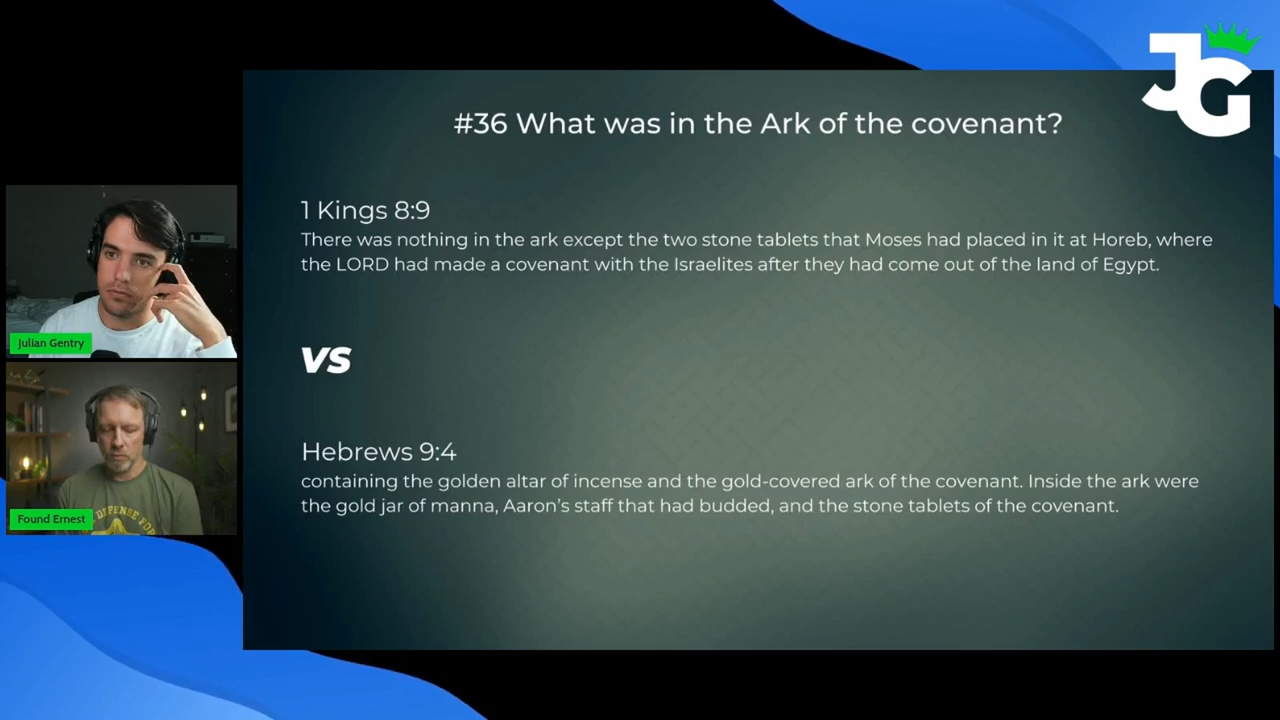 JG
#36 What was in the Ark of the covenant?
1 Kings 8:9
There was nothing in the ark except the two stone tablets that Moses had placed in it at Horeb, where
the LORD had made a covenant with the Israelites after they had come out of the land of Egypt.
VS
Hebrews 9:4
containing the golden altar of incense and the gold-covered ark of the covenant. Inside the ark were
the gold jar of manna, Aaron's staff that had budded, and the stone tablets of the covenant.
Julian Gentry
Found Ernest
DEFENSE FOR